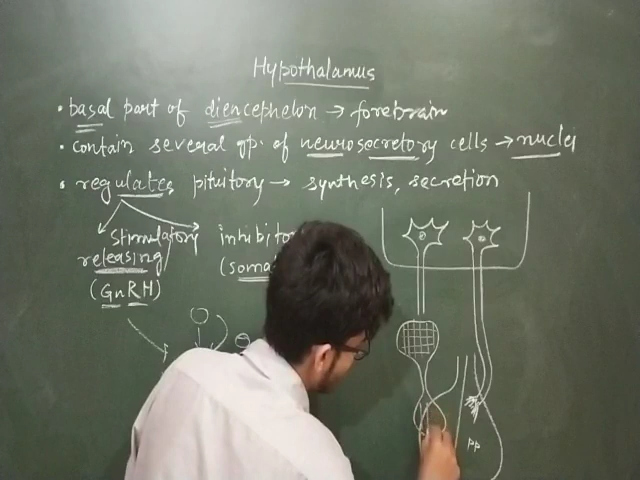 Hypothalamus
• basal part of diencephelon → forebrain
• contain several gp. of neurosecretory cells → nuclei
• regulates pituitory → synthesis, secretion
Stimulatory
releasing
(GnRH)
inhibito
(soma
pp